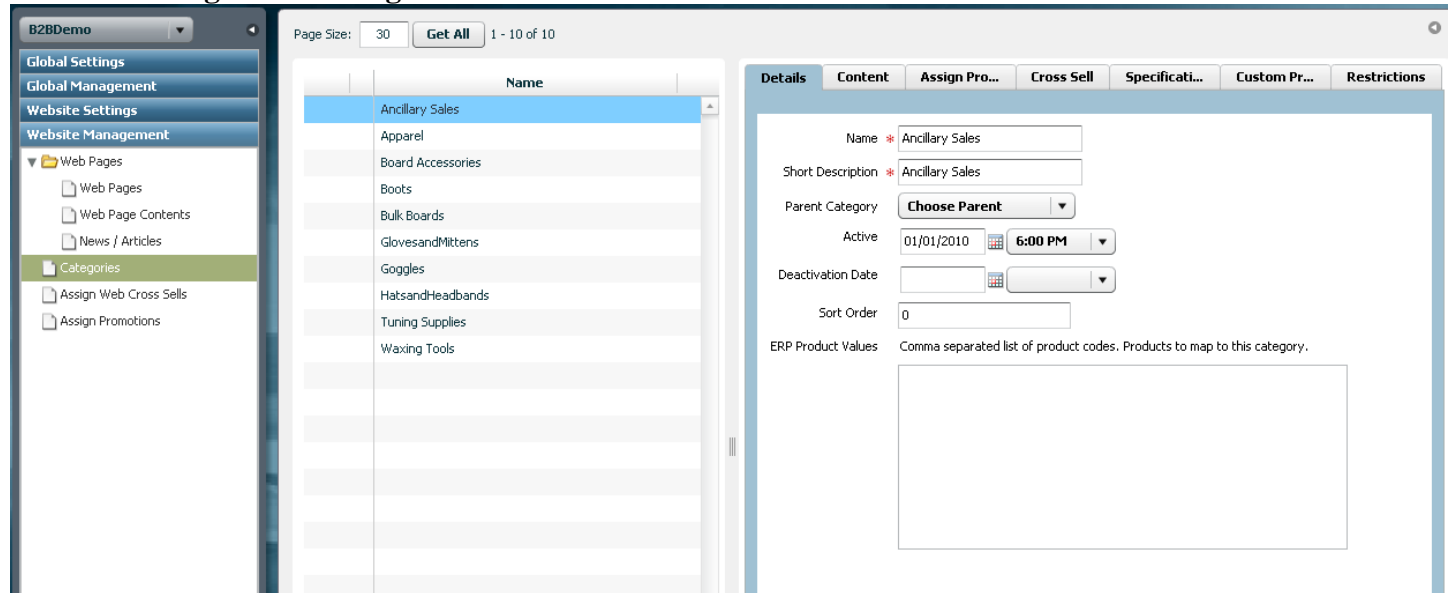 B2BDemo
Global Settings
Global Management
Website Settings
Website Management
Web Pages
Web Pages
Web Page Contents
News / Articles
Categories
Assign Web Cross Sells
Assign Promotions
Page Size: 30 Get All 1 - 10 of 10
Name
Ancillary Sales
Apparel
Board Accessories
Boots
Bulk Boards
GlovesandMittens
Goggles
HatsandHeadbands
Tuning Supplies
Waxing Tools
Details Content Assign Pro... Cross Sell Specificati... Custom Pr... Restrictions
Name * Ancillary Sales
Short Description * Ancillary Sales
Parent Category Choose Parent
Active 01/01/2010 6:00 PM
Deactivation Date
Sort Order 0
ERP Product Values Comma separated list of product codes. Products to map to this category.